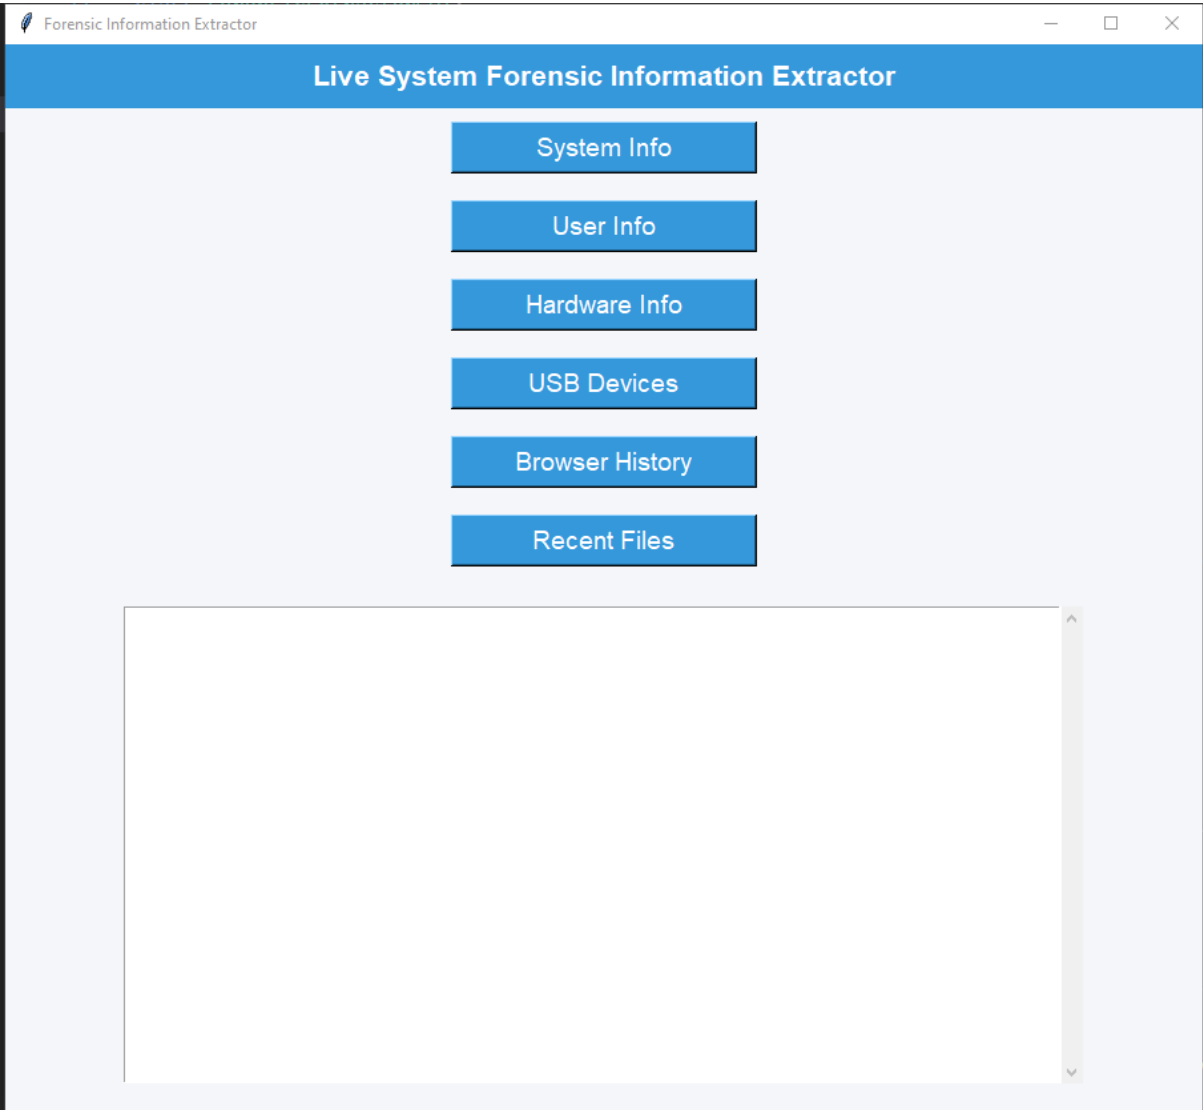 Forensic Information Extractor
Live System Forensic Information Extractor
System Info
User Info
Hardware Info
USB Devices
Browser History
Recent Files